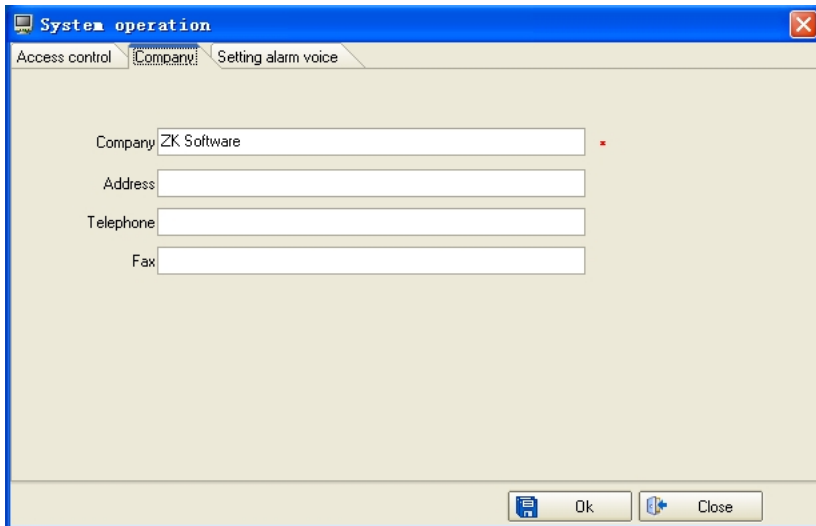 System operation
Access control Company Setting alarm voice
Company ZK Software *
Address
Telephone
Fax
Ok Close